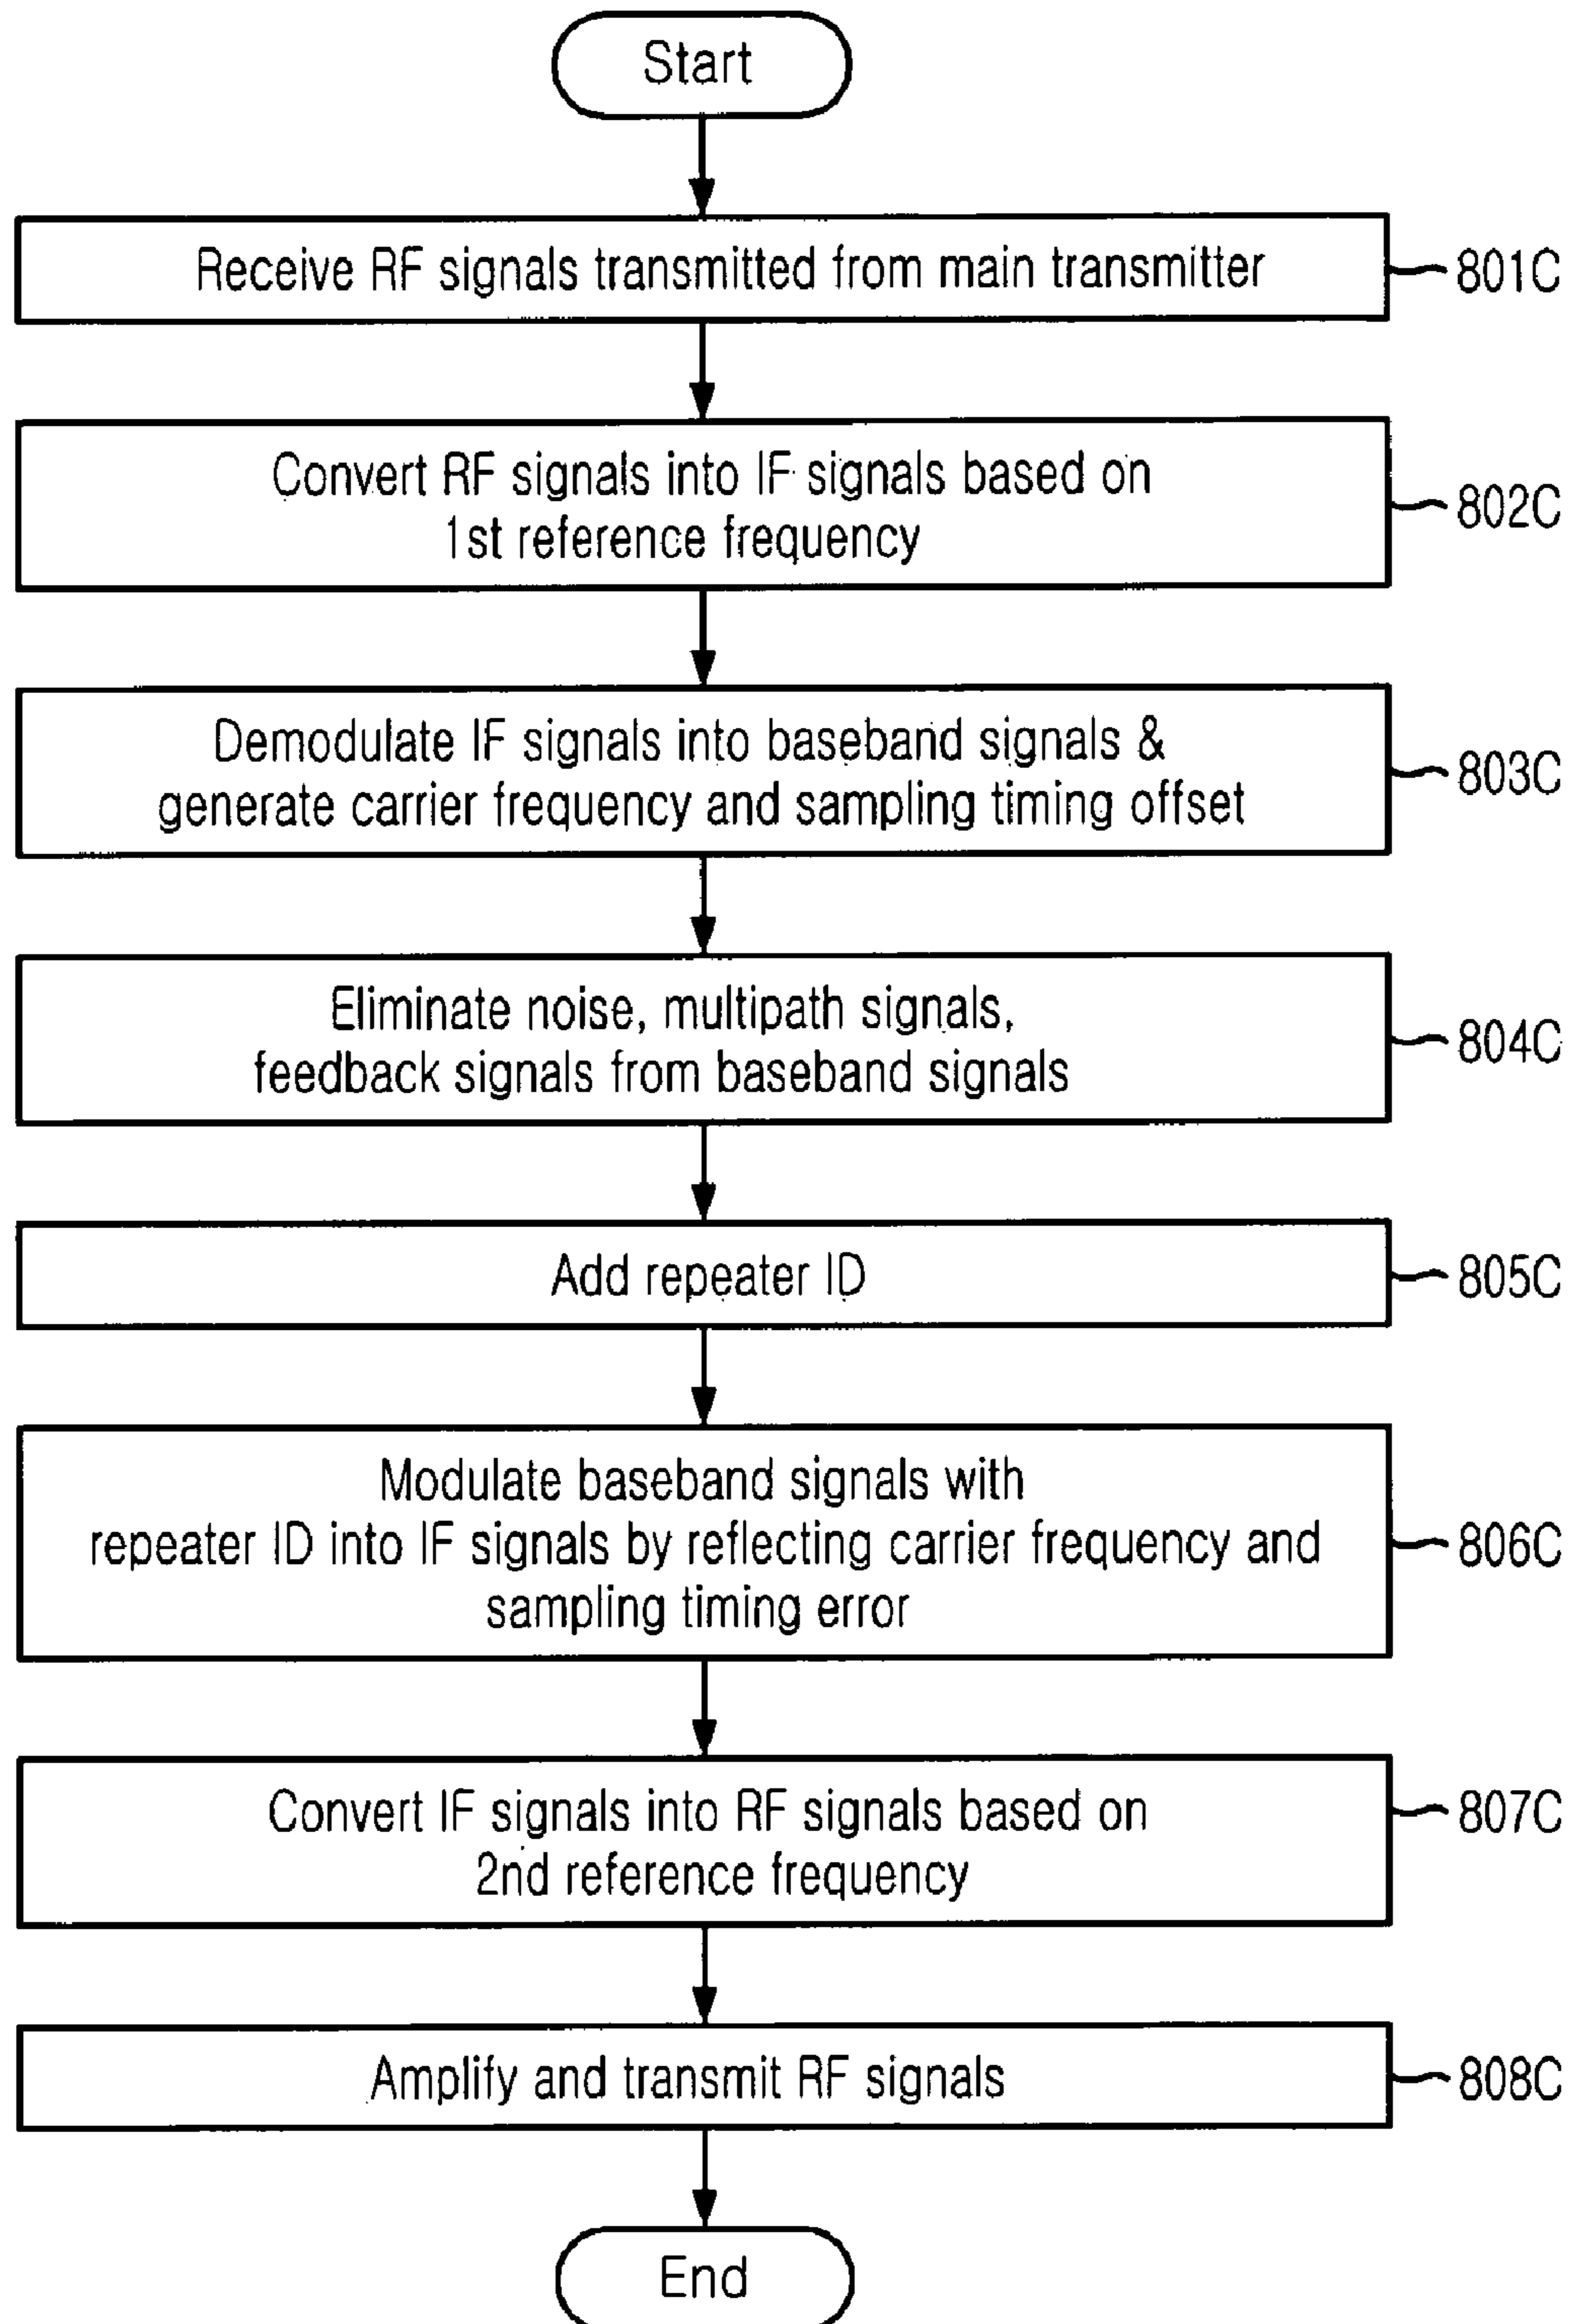 Start
Receive RF signals transmitted from main transmitter
801C
Convert RF signals into IF signals based on
1st reference frequency
802C
Demodulate IF signals into baseband signals &
generate carrier frequency and sampling timing offset
803C
Eliminate noise, multipath signals,
feedback signals from baseband signals
804C
Add repeater ID
805C
Modulate baseband signals with
repeater ID into IF signals by reflecting carrier frequency and
sampling timing error
806C
Convert IF signals into RF signals based on
2nd reference frequency
807C
Amplify and transmit RF signals
808C
End